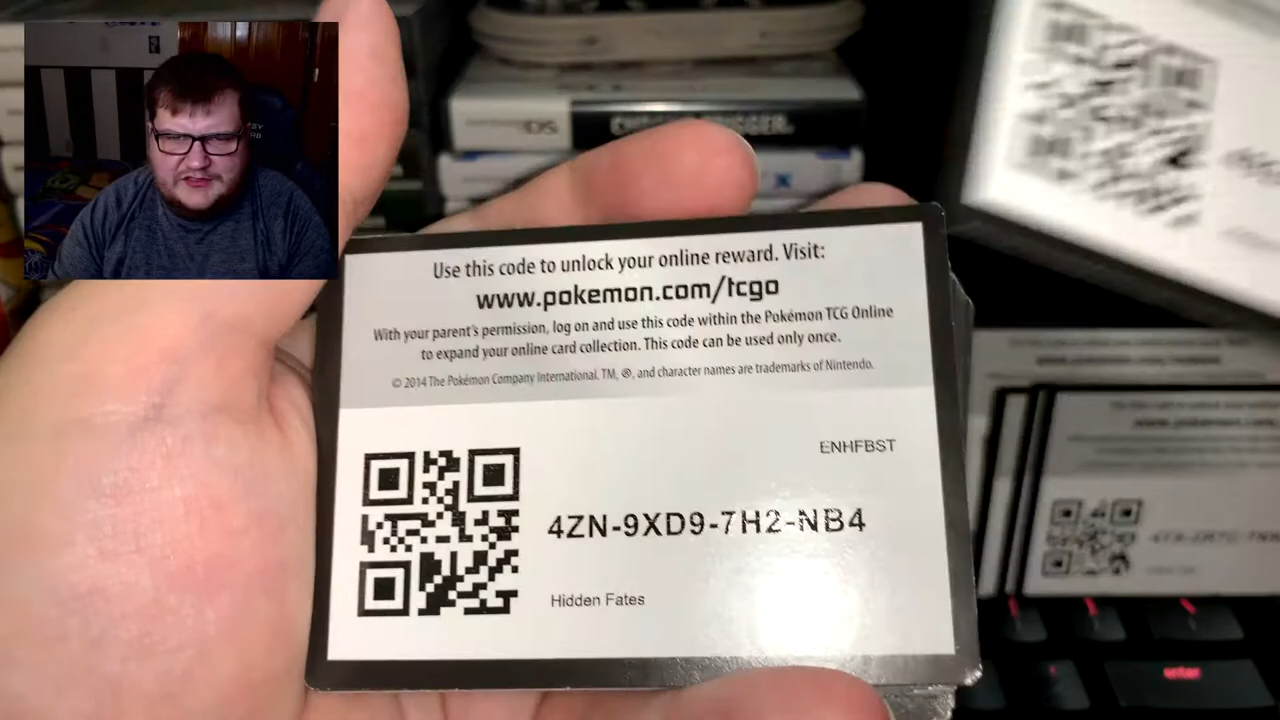 Use this code to unlock your online reward. Visit:
www.pokemon.com/tcgo
With your parent's permission, log on and use this code within the Pokémon TCG Online
to expand your online card collection. This code can be used only once.
© 2014 The Pokémon Company International. TM, ®, and character names are trademarks of Nintendo.
ENHFBST
4ZN-9XD9-7H2-NB4
Hidden Fates
enter